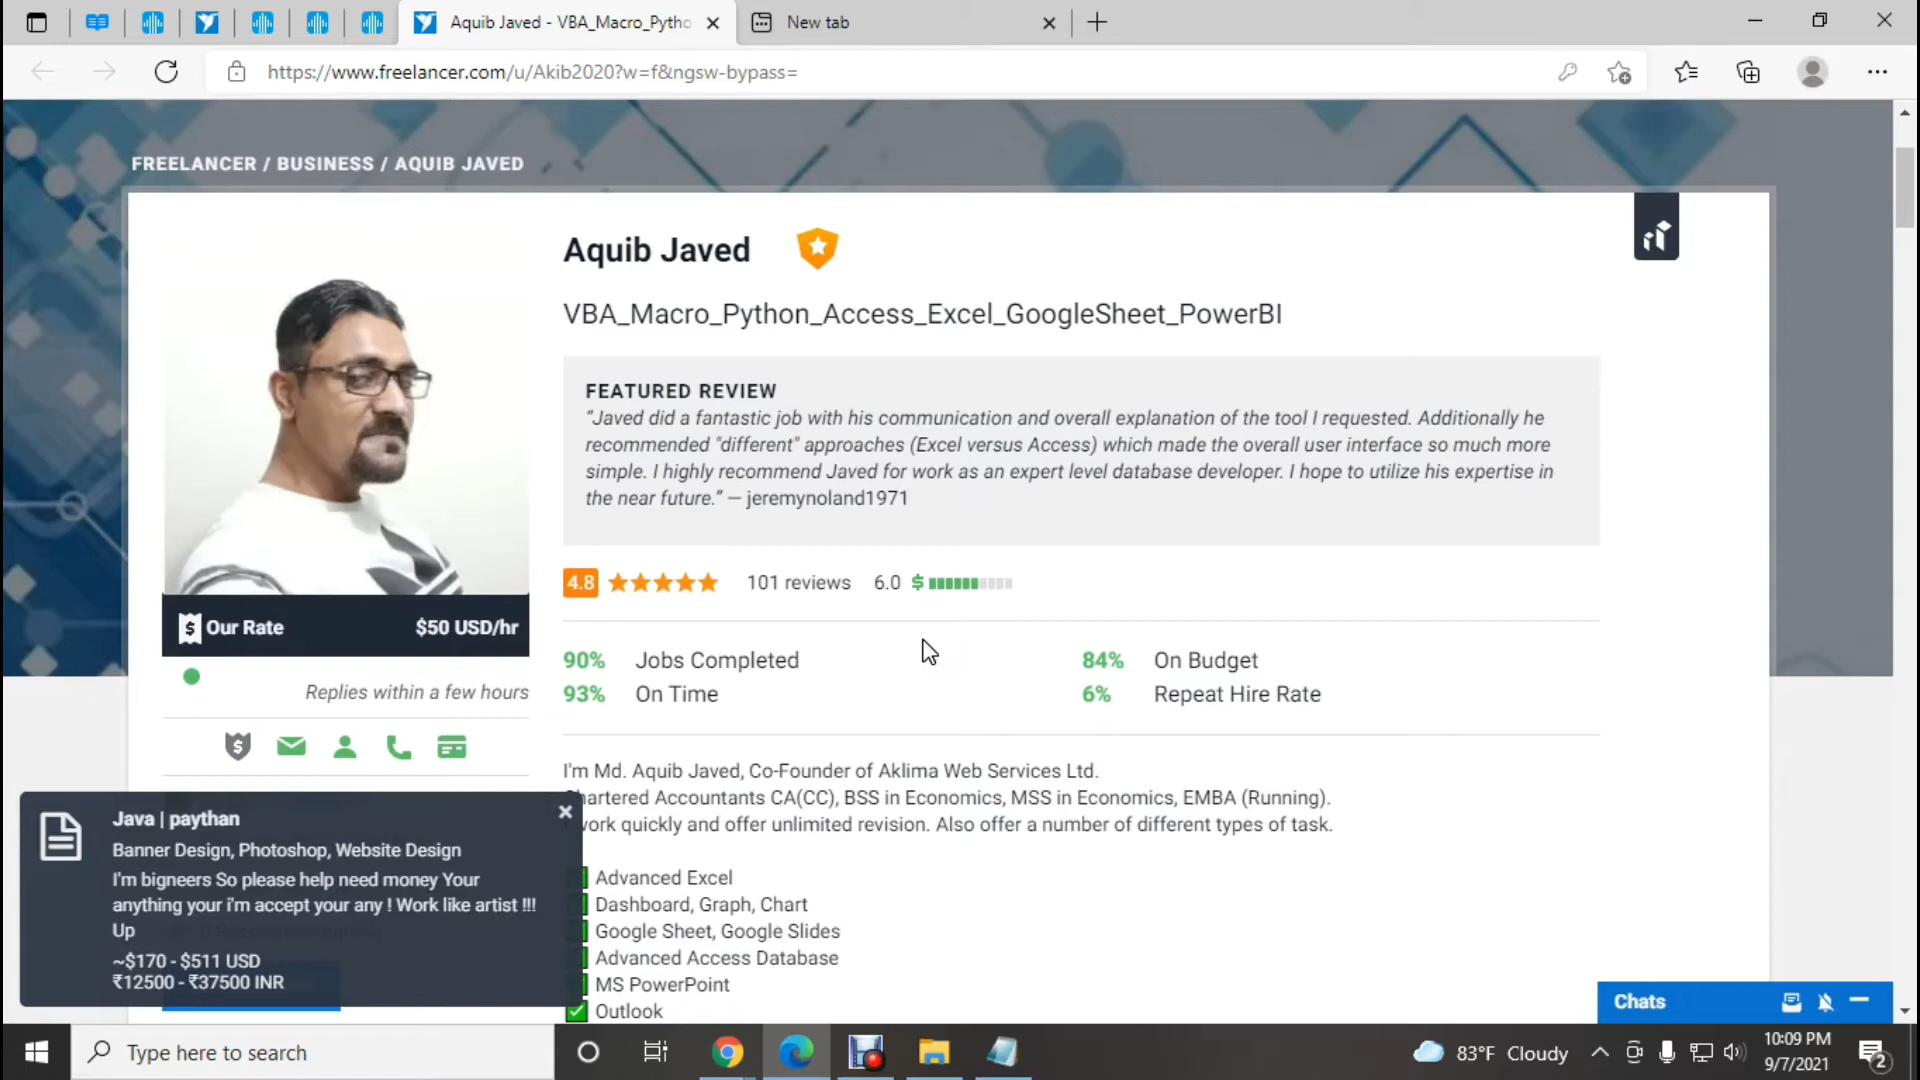 Aquib Javed - VBA_Macro_Pytho
New tab
https://www.freelancer.com/u/Akib2020?w=f&ngsw-bypass=
FREELANCER / BUSINESS / AQUIB JAVED
Aquib Javed
VBA_Macro_Python_Access_Excel_GoogleSheet_PowerBI
FEATURED REVIEW
"Javed did a fantastic job with his communication and overall explanation of the tool I requested. Additionally he
recommended "different" approaches (Excel versus Access) which made the overall user interface so much more
simple. I highly recommend Javed for work as an expert level database developer. I hope to utilize his expertise in
the near future." — jeremynoland1971
4.8 101 reviews 6.0 $
Our Rate $50 USD/hr
Replies within a few hours
90% Jobs Completed 84% On Budget
93% On Time 6% Repeat Hire Rate
I'm Md. Aquib Javed, Co-Founder of Aklima Web Services Ltd.
hartered Accountants CA(CC), BSS in Economics, MSS in Economics, EMBA (Running).
work quickly and offer unlimited revision. Also offer a number of different types of task.
Advanced Excel
Dashboard, Graph, Chart
Google Sheet, Google Slides
Advanced Access Database
MS PowerPoint
Outlook
Java | paythan
Banner Design, Photoshop, Website Design
I'm bigneers So please help need money Your
anything your i'm accept your any ! Work like artist !!!
Up
~$170 - $511 USD
₹12500 - ₹37500 INR
Chats
Type here to search
83°F Cloudy
10:09 PM
9/7/2021
2